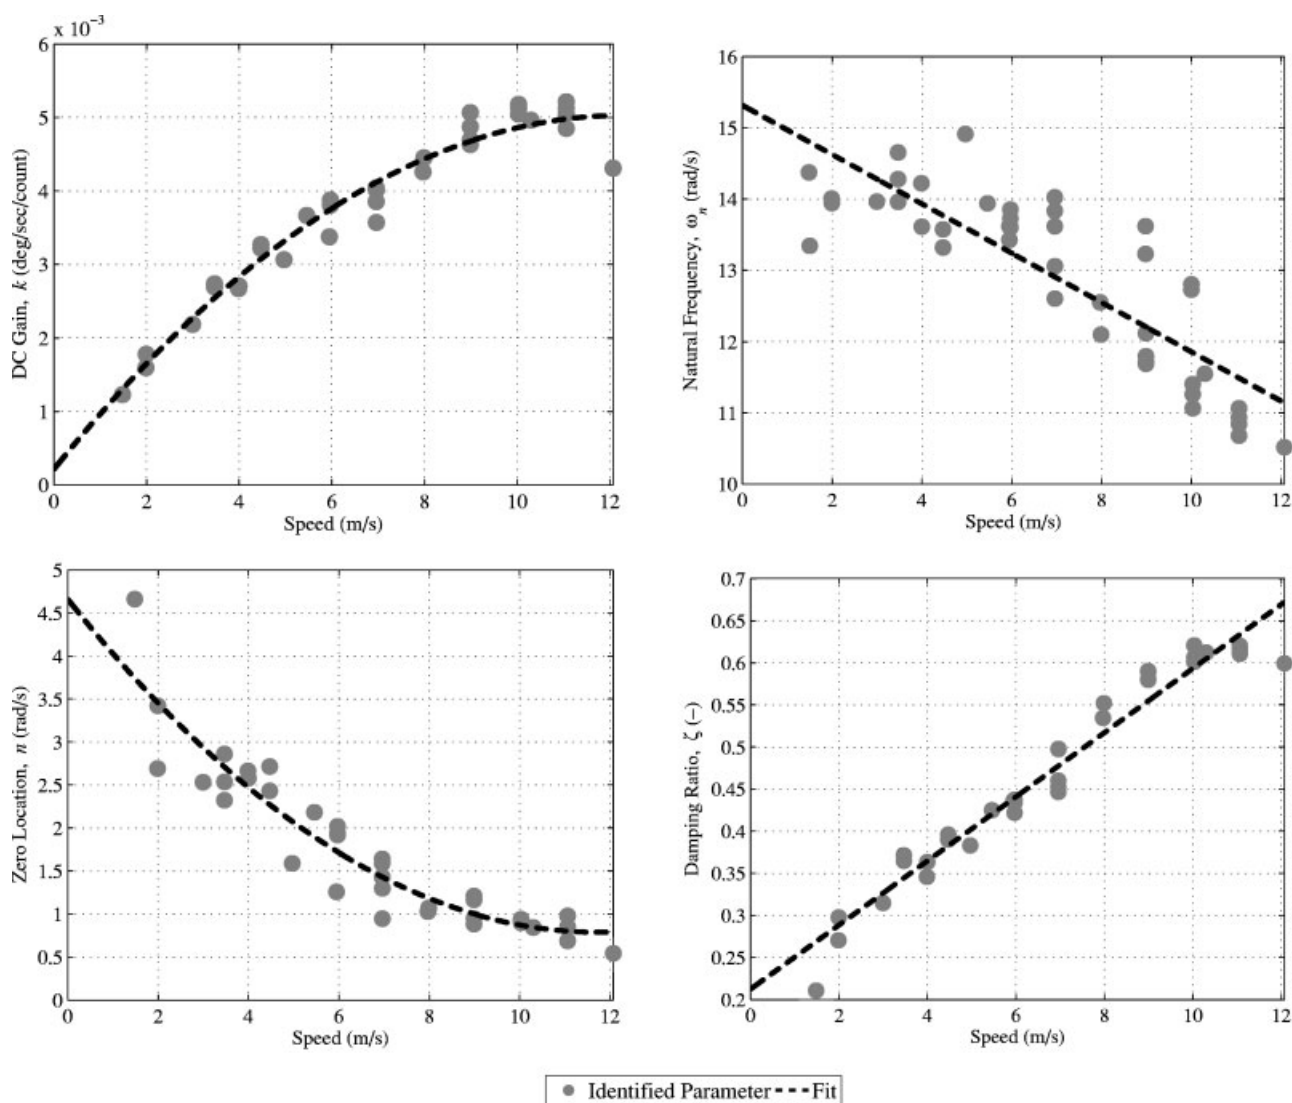 x 10⁻³
6
5
4
3
2
1
0
DC Gain, k (deg/sec/count)
0 2 4 6 8 10 12
Speed (m/s)
16
15
14
13
12
11
10
Natural Frequency, ωₙ (rad/s)
0 2 4 6 8 10 12
Speed (m/s)
5
4.5
4
3.5
3
2.5
2
1.5
1
0.5
0
Zero Location, n (rad/s)
0 2 4 6 8 10 12
Speed (m/s)
0.7
0.65
0.6
0.55
0.5
0.45
0.4
0.35
0.3
0.25
0.2
Damping Ratio, ζ (−)
0 2 4 6 8 10 12
Speed (m/s)
Identified Parameter Fit